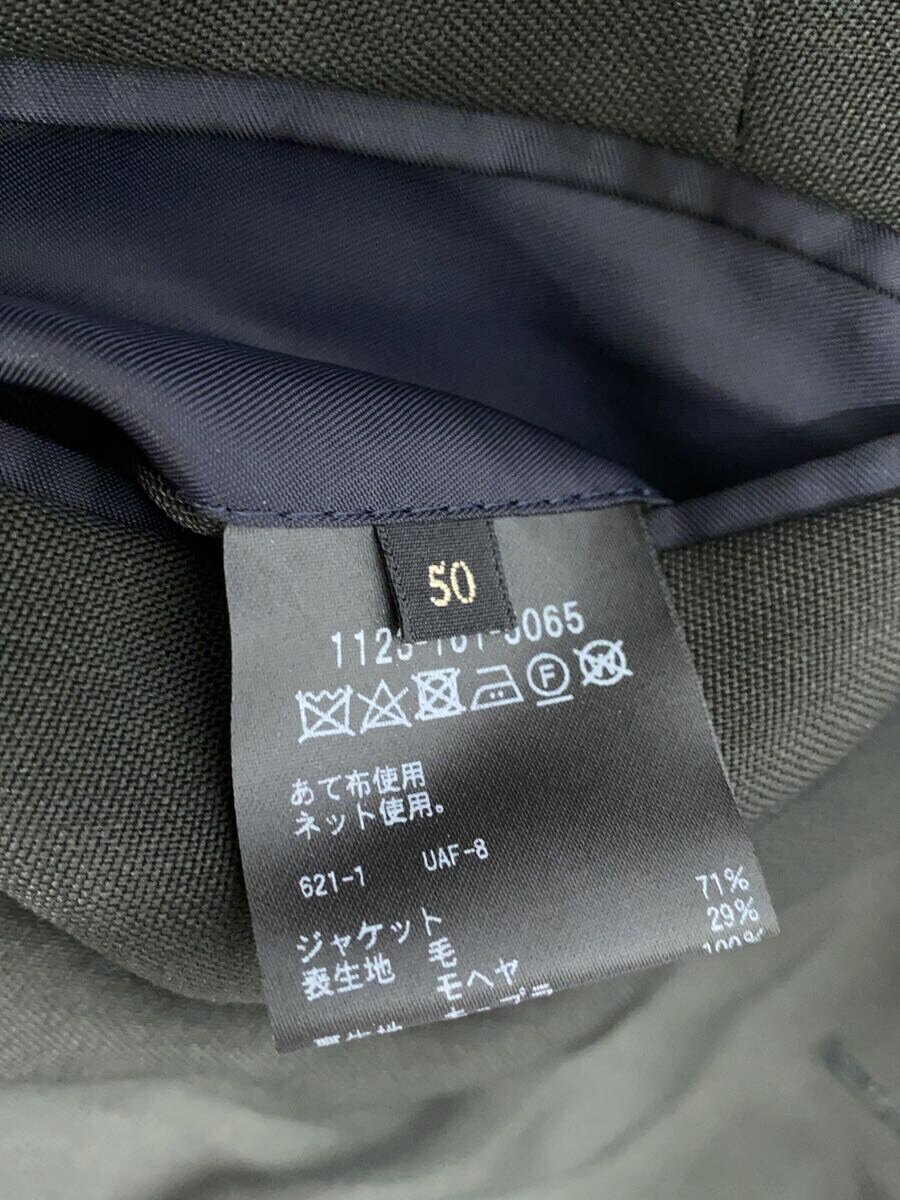 50
あて布使用
ネット使用。
621-1 UAF-8
ジャケット
表生地 毛 71%
モヘヤ 29%
100%